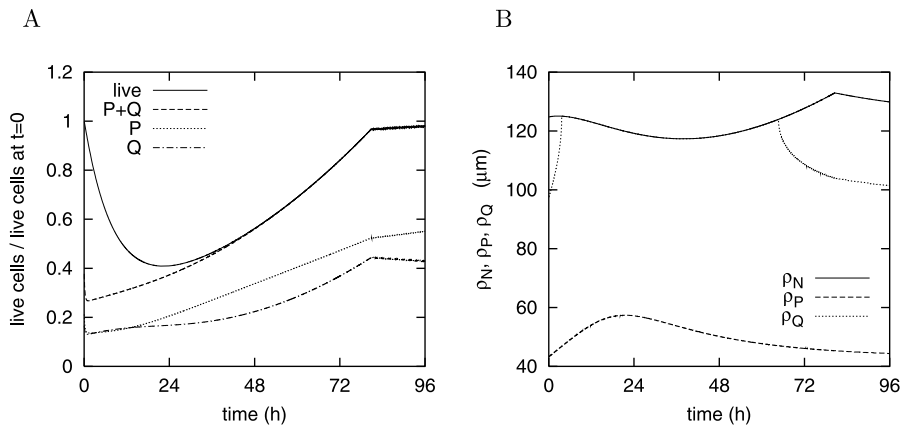 A
live cells / live cells at t=0
1.2
1
0.8
0.6
0.4
0.2
0
live
P+Q
P
Q
0 24 48 72 96
time (h)
B
ρN, ρP, ρQ (μm)
140
120
100
80
60
40
ρN
ρP
ρQ
0 24 48 72 96
time (h)